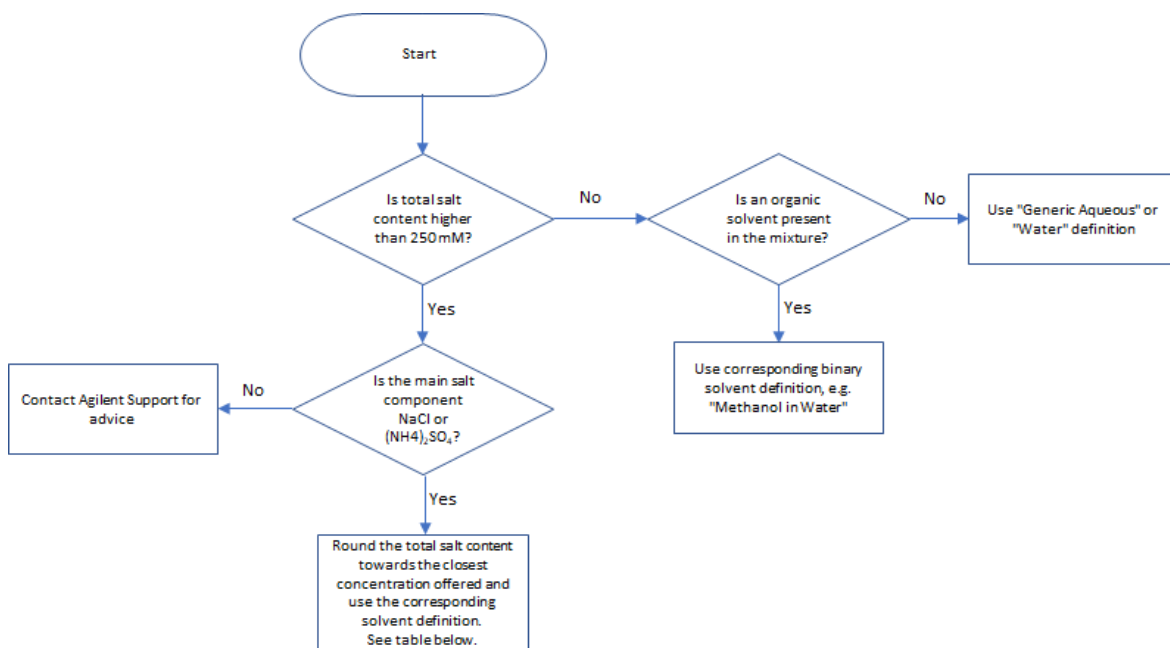 Start
Is total salt
content higher
than 250 mM?
No
Is an organic
solvent present
in the mixture?
No
Use "Generic Aqueous" or
"Water" definition
Yes
Yes
Use corresponding binary
solvent definition, e.g.
"Methanol in Water"
Is the main salt
component
NaCl or
(NH4)₂SO₄?
No
Contact Agilent Support for
advice
Yes
Round the total salt content
towards the closest
concentration offered and
use the corresponding
solvent definition.
See table below.